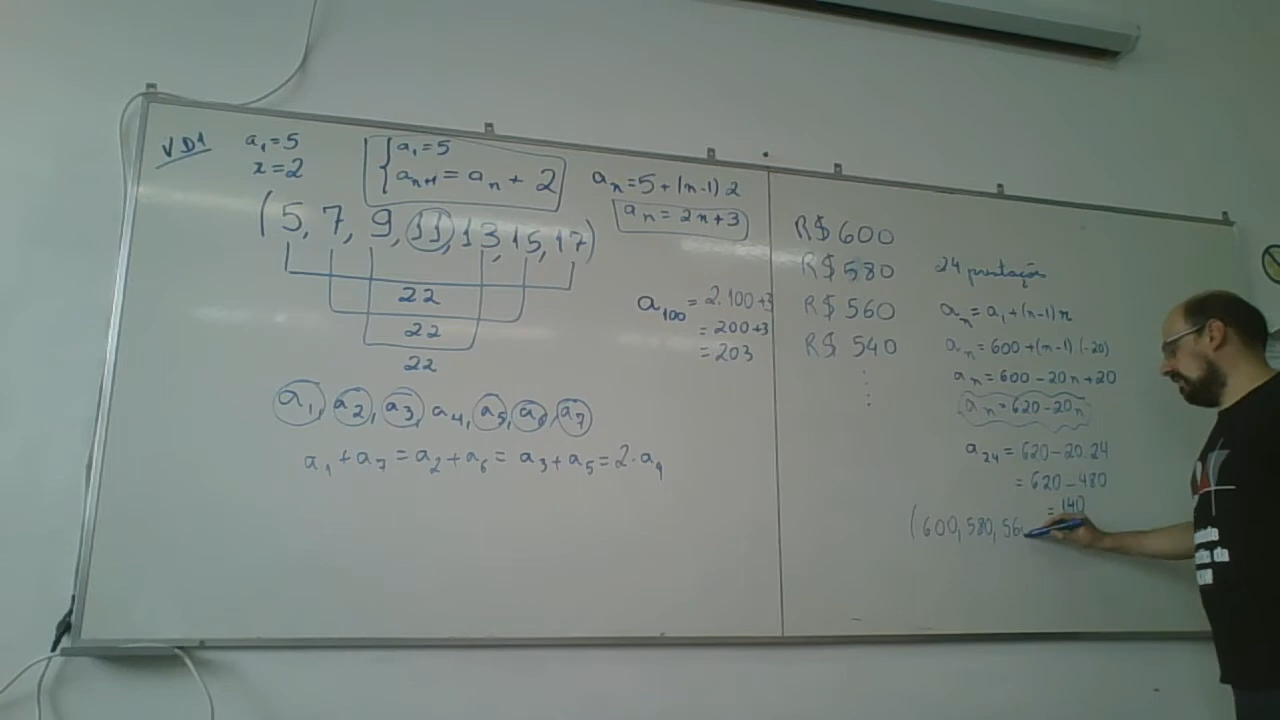 VD1
a₁=5
r=2
a₁=5
aₙ₊₁ = aₙ + 2
aₙ=5+(n-1)2
aₙ = 2n+3
(5, 7, 9, 11, 13, 15, 17)
22
22
22
a₁₀₀ = 2.100+3
= 200+3
= 203
a₁, a₂, a₃, a₄, a₅, a₆, a₇
a₁+a₇ = a₂+a₆ = a₃+a₅ = 2.a₄
R$ 600
R$ 580
R$ 560
R$ 540
24 prestações
aₙ=a₁+(n-1)r
aₙ=600+(n-1)(-20)
aₙ=600-20n+20
aₙ=620-20n
a₂₄=620-20.24
=620-480
=140
(600,580,56